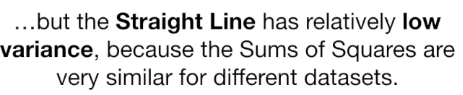 …but the Straight Line has relatively low
variance, because the Sums of Squares are
very similar for different datasets.